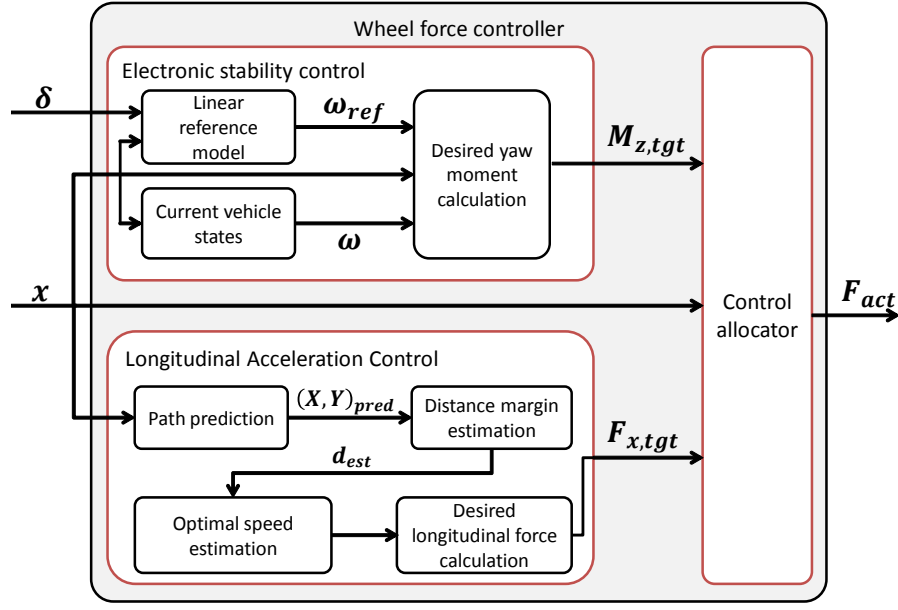 Wheel force controller
Electronic stability control
δ
Linear
reference
model
ω_ref
Desired yaw
moment
calculation
M_z,tgt
Current vehicle
states
ω
x
Control
allocator
F_act
Longitudinal Acceleration Control
Path prediction
(X, Y)_pred
Distance margin
estimation
d_est
F_x,tgt
Optimal speed
estimation
Desired
longitudinal force
calculation